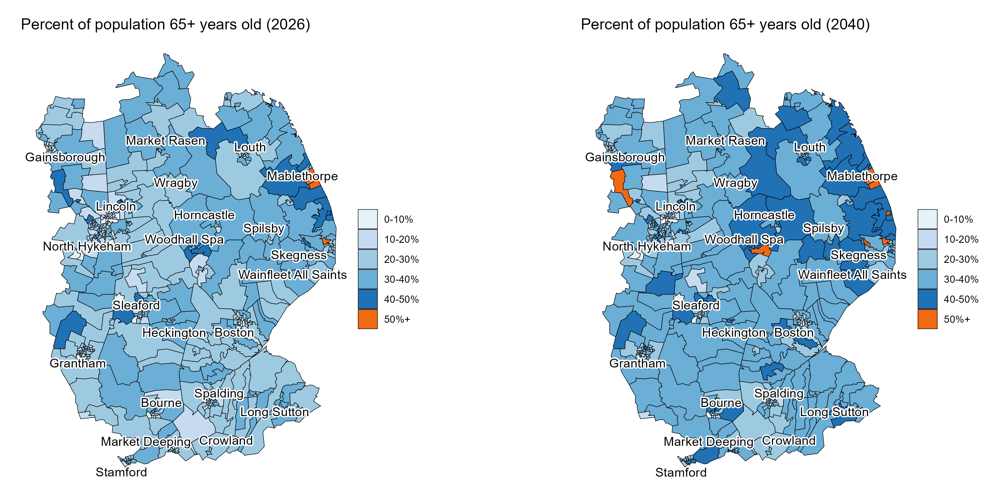 Percent of population 65+ years old (2026)
Market Rasen
Louth
Gainsborough
Mablethorpe
Wragby
Lincoln
Horncastle
Spilsby
Woodhall Spa
North Hykeham
Skegness
Wainfleet All Saints
Sleaford
Heckington
Boston
Grantham
Spalding
Bourne
Long Sutton
Market Deeping
Crowland
Stamford
0-10%
10-20%
20-30%
30-40%
40-50%
50%+
Percent of population 65+ years old (2040)
Market Rasen
Louth
Gainsborough
Mablethorpe
Wragby
Lincoln
Horncastle
Spilsby
Woodhall Spa
North Hykeham
Skegness
Wainfleet All Saints
Sleaford
Heckington
Boston
Grantham
Spalding
Bourne
Long Sutton
Market Deeping
Crowland
Stamford
0-10%
10-20%
20-30%
30-40%
40-50%
50%+